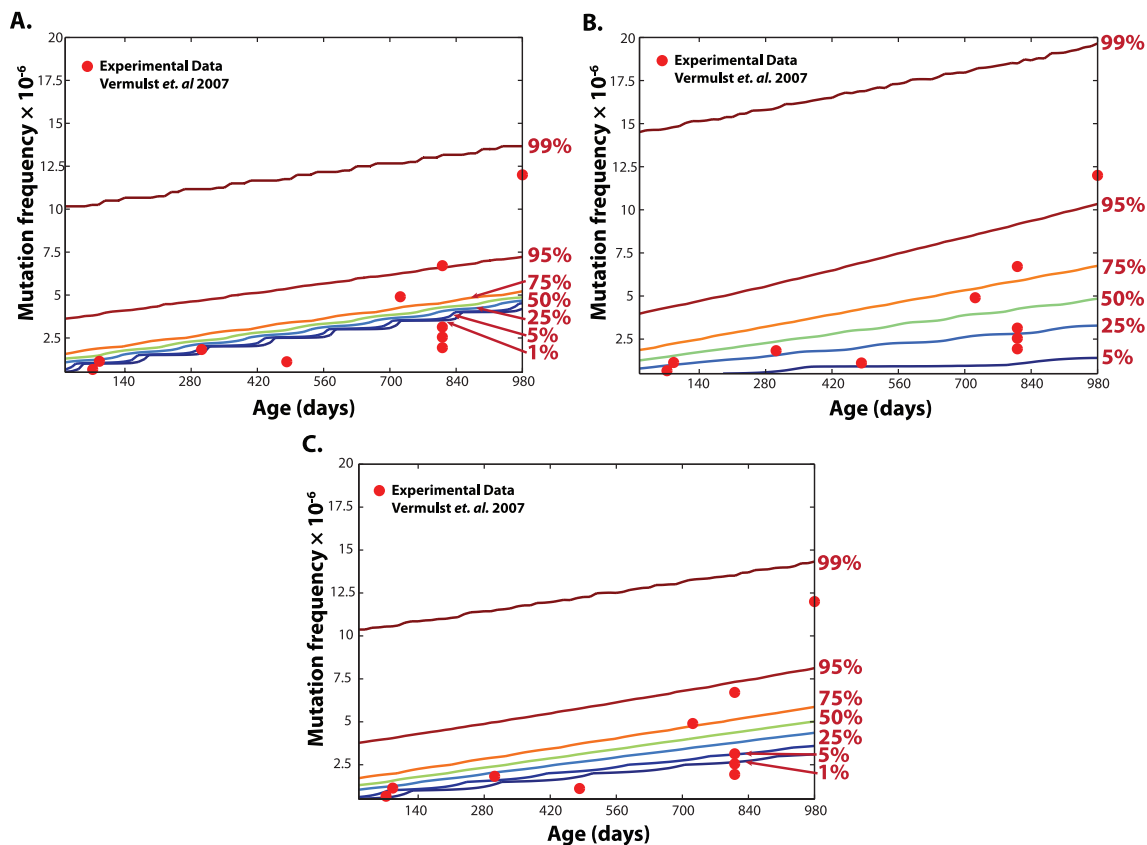 A.
Mutation frequency × 10⁻⁶
20
17.5
15
12.5
10
7.5
5
2.5
Experimental Data
Vermulst et. al 2007
99%
95%
75%
50%
25%
5%
1%
140 280 420 560 700 840 980
Age (days)
B.
Mutation frequency × 10⁻⁶
20
17.5
15
12.5
10
7.5
5
2.5
Experimental Data
Vermulst et. al. 2007
99%
95%
75%
50%
25%
5%
140 280 420 560 700 840 980
Age (days)
C.
Mutation frequency × 10⁻⁶
20
17.5
15
12.5
10
7.5
5
2.5
Experimental Data
Vermulst et. al. 2007
99%
95%
75%
50%
25%
5%
1%
140 280 420 560 700 840 980
Age (days)